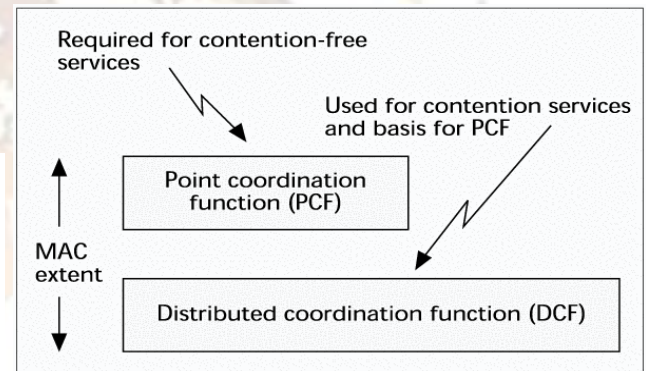 Required for contention-free
services
Used for contention services
and basis for PCF
Point coordination
function (PCF)
MAC
extent
Distributed coordination function (DCF)